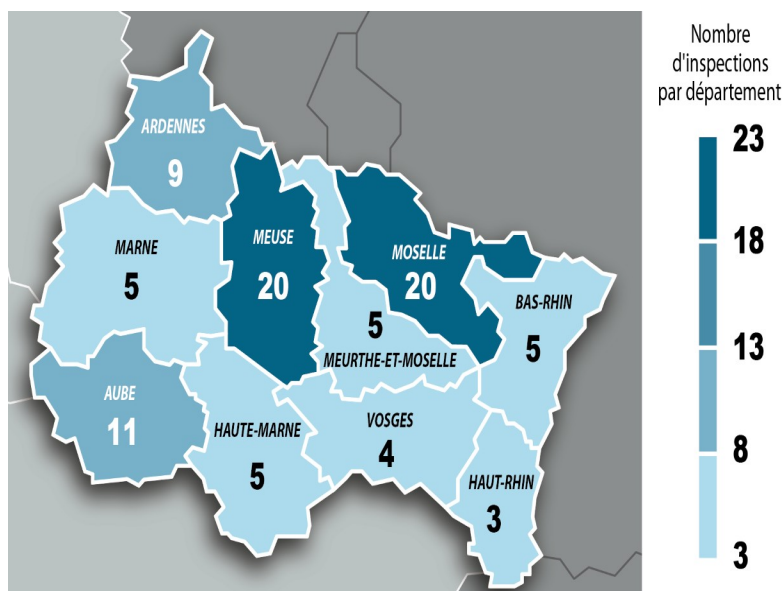 Nombre
d'inspections
par département
23
18
13
8
3
ARDENNES
9
MARNE
5
MEUSE
20
MOSELLE
20
BAS-RHIN
5
5
MEURTHE-ET-MOSELLE
AUBE
11
HAUTE-MARNE
5
VOSGES
4
HAUT-RHIN
3